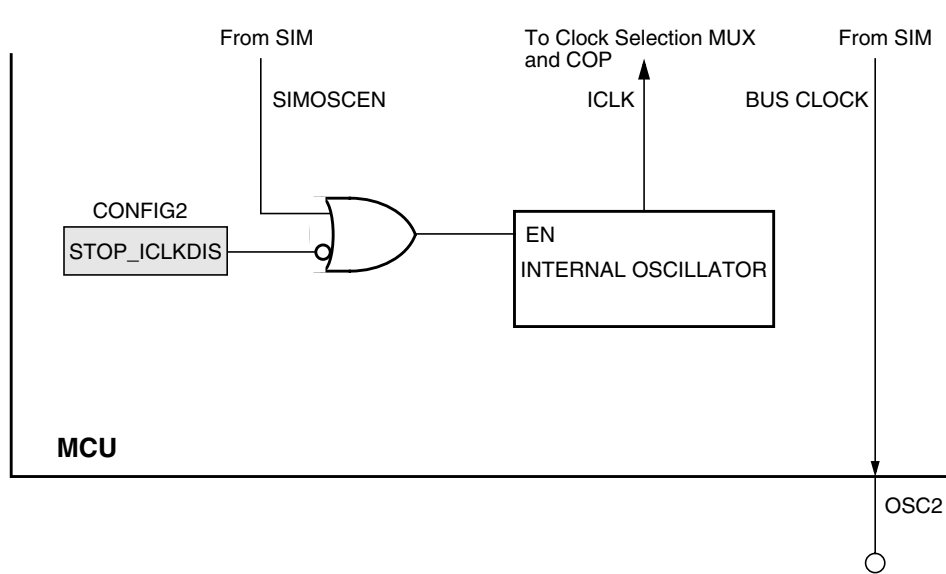 From SIM
To Clock Selection MUX
and COP
From SIM
SIMOSCEN
ICLK
BUS CLOCK
CONFIG2
STOP_ICLKDIS
EN
INTERNAL OSCILLATOR
MCU
OSC2